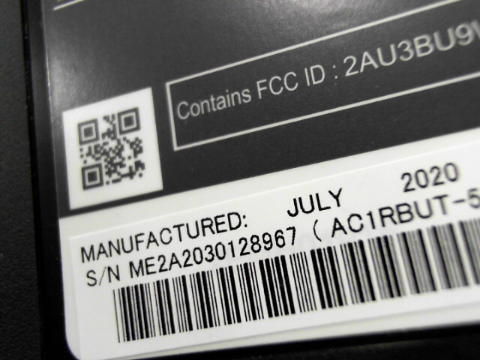 Contains FCC ID : 2AU3BU9
MANUFACTURED: JULY 2020
S/N ME2A2030128967 ( AC1RBUT-5